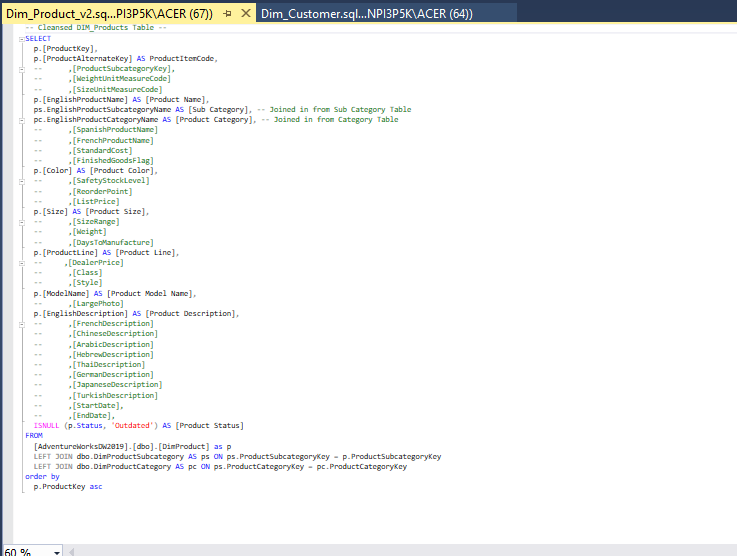 Dim_Product_v2.sq...PI3P5K\ACER (67))
Dim_Customer.sql...NPI3P5K\ACER (64))
-- Cleansed DIM_Products Table --
SELECT
p.[ProductKey],
p.[ProductAlternateKey] AS ProductItemCode,
-- ,[ProductSubcategoryKey],
-- ,[WeightUnitMeasureCode]
-- ,[SizeUnitMeasureCode]
p.[EnglishProductName] AS [Product Name],
ps.EnglishProductSubcategoryName AS [Sub Category], -- Joined in from Sub Category Table
pc.EnglishProductCategoryName AS [Product Category], -- Joined in from Category Table
-- ,[SpanishProductName]
-- ,[FrenchProductName]
-- ,[StandardCost]
-- ,[FinishedGoodsFlag]
p.[Color] AS [Product Color],
-- ,[SafetyStockLevel]
-- ,[ReorderPoint]
-- ,[ListPrice]
p.[Size] AS [Product Size],
-- ,[SizeRange]
-- ,[Weight]
-- ,[DaysToManufacture]
p.[ProductLine] AS [Product Line],
-- ,[DealerPrice]
-- ,[Class]
-- ,[Style]
p.[ModelName] AS [Product Model Name],
-- ,[LargePhoto]
p.[EnglishDescription] AS [Product Description],
-- ,[FrenchDescription]
-- ,[ChineseDescription]
-- ,[ArabicDescription]
-- ,[HebrewDescription]
-- ,[ThaiDescription]
-- ,[GermanDescription]
-- ,[JapaneseDescription]
-- ,[TurkishDescription]
-- ,[StartDate],
-- ,[EndDate],
ISNULL (p.Status, 'Outdated') AS [Product Status]
FROM
[AdventureWorksDW2019].[dbo].[DimProduct] as p
LEFT JOIN dbo.DimProductSubcategory AS ps ON ps.ProductSubcategoryKey = p.ProductSubcategoryKey
LEFT JOIN dbo.DimProductCategory AS pc ON ps.ProductCategoryKey = pc.ProductCategoryKey
order by
p.ProductKey asc
60 %